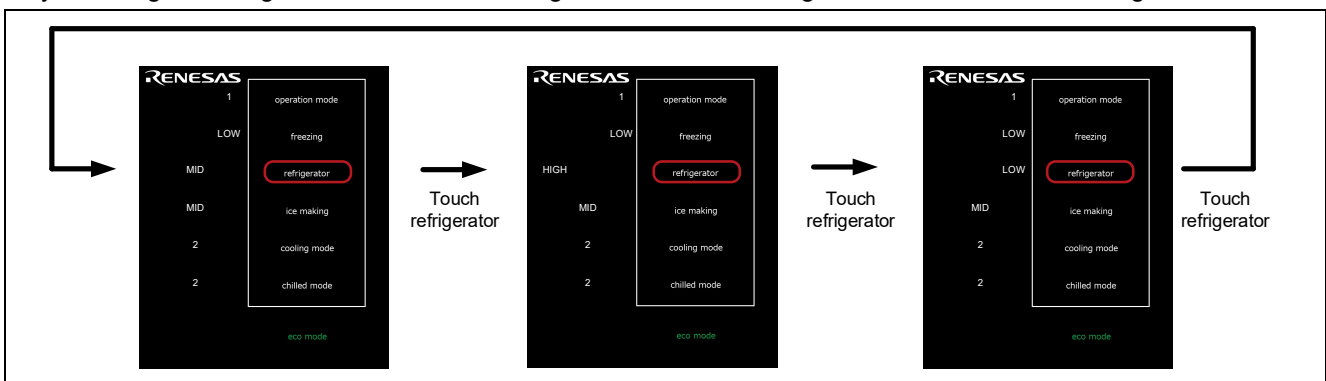 RENESAS
1 operation mode
LOW freezing
MID refrigerator
MID ice making
2 cooling mode
2 chilled mode
eco mode
Touch
refrigerator
RENESAS
1 operation mode
LOW freezing
HIGH refrigerator
MID ice making
2 cooling mode
2 chilled mode
eco mode
Touch
refrigerator
RENESAS
1 operation mode
LOW freezing
LOW refrigerator
MID ice making
2 cooling mode
2 chilled mode
eco mode
Touch
refrigerator